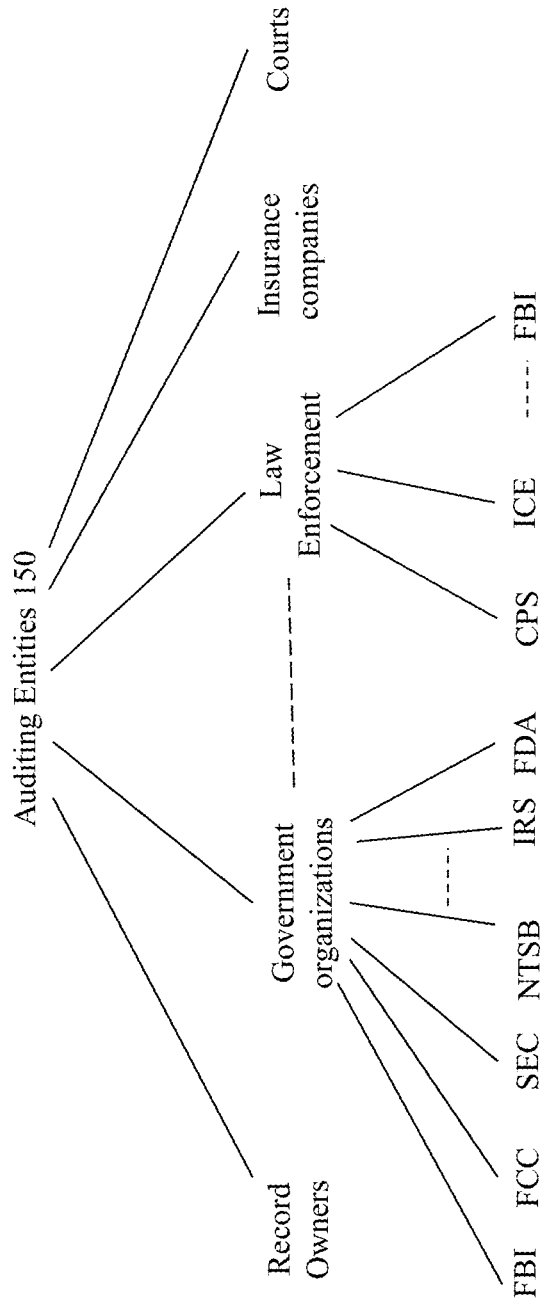 Auditing Entities 150
Record
Owners
Government
organizations
Law
Enforcement
Insurance
companies
Courts
FBI
FCC
SEC
NTSB
IRS
FDA
CPS
ICE
FBI